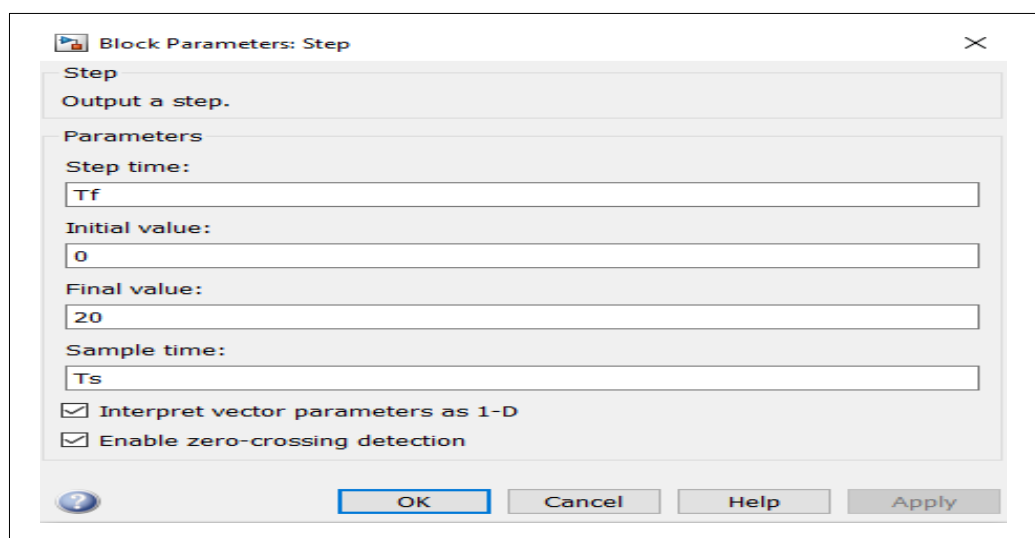 Block Parameters: Step
Step
Output a step.
Parameters
Step time:
Tf
Initial value:
0
Final value:
20
Sample time:
Ts
Interpret vector parameters as 1-D
Enable zero-crossing detection
? OK Cancel Help Apply